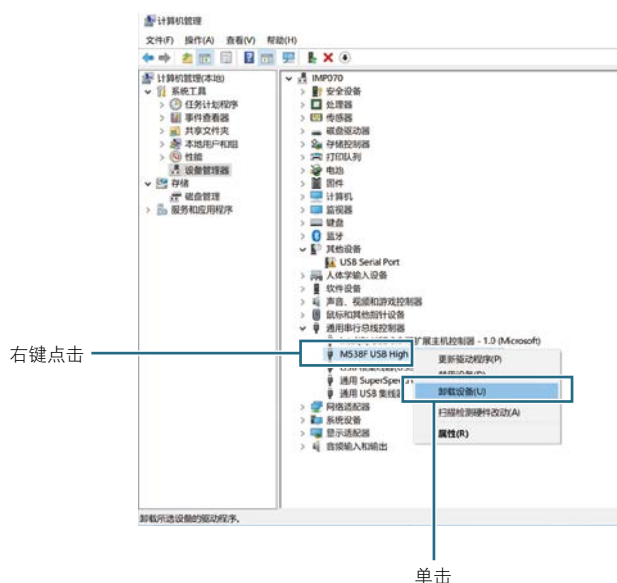 计算机管理
文件(F) 操作(A) 查看(V) 帮助(H)
计算机管理(本地)
系统工具
任务计划程序
事件查看器
共享文件夹
本地用户和组
性能
设备管理器
存储
磁盘管理
服务和应用程序
IMP070
安全设备
处理器
传感器
磁盘驱动器
存储控制器
打印队列
电池
固件
计算机
监视器
键盘
蓝牙
其他设备
USB Serial Port
人体学输入设备
软件设备
声音、视频和游戏控制器
鼠标和其他指针设备
通用串行总线控制器
扩展主机控制器 - 1.0 (Microsoft)
M538F USB High
通用 SuperSpee
通用 USB 集线器
网络适配器
系统设备
显示适配器
音频输入和输出
更新驱动程序(P)
卸载设备(U)
扫描检测硬件改动(A)
属性(R)
卸载所选设备的驱动程序。
右键点击
单击